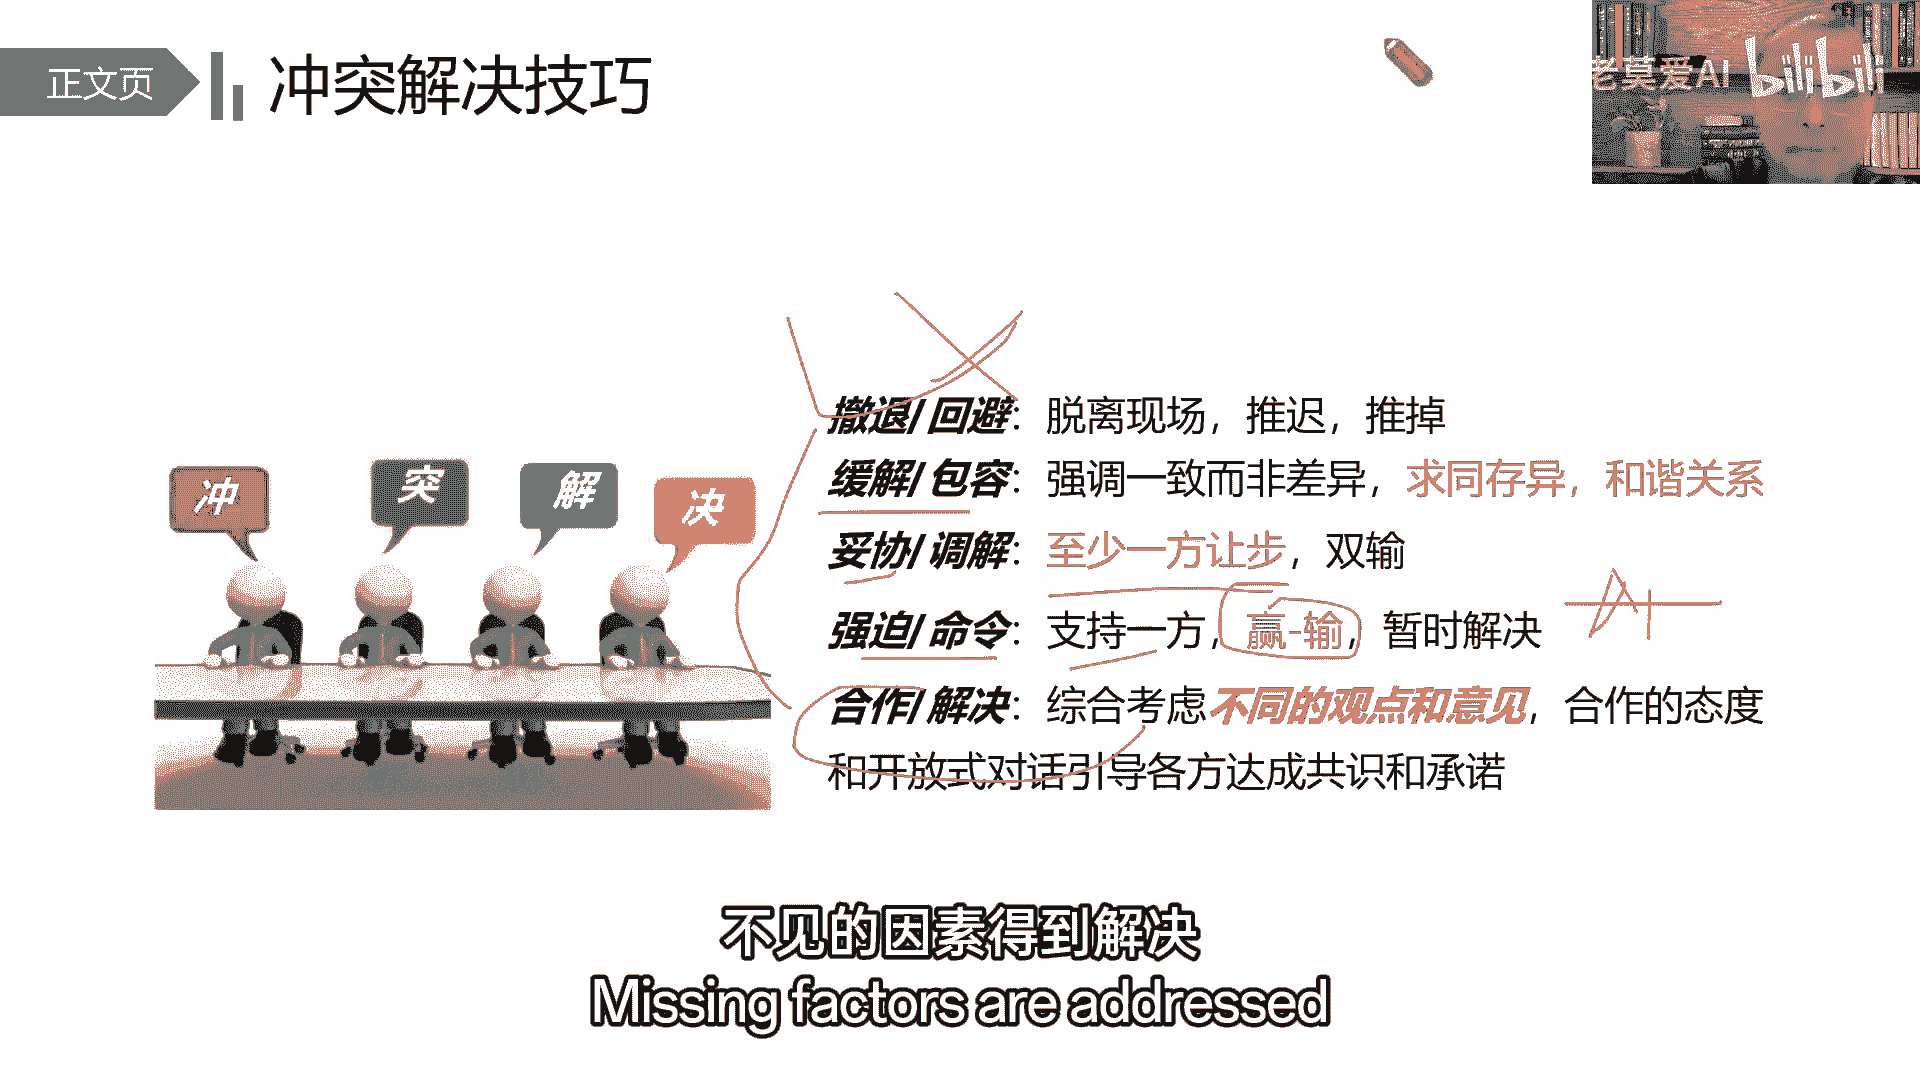 正文页
冲突解决技巧
老莫爱AI bilibili
撤退/回避：脱离现场，推迟，推掉
缓解/包容：强调一致而非差异，求同存异，和谐关系
妥协/调解：至少一方让步，双输
强迫/命令：支持一方，赢-输，暂时解决
合作/解决：综合考虑不同的观点和意见，合作的态度
和开放式对话引导各方达成共识和承诺
冲
突
解
决
不见的因素得到解决
Missing factors are addressed